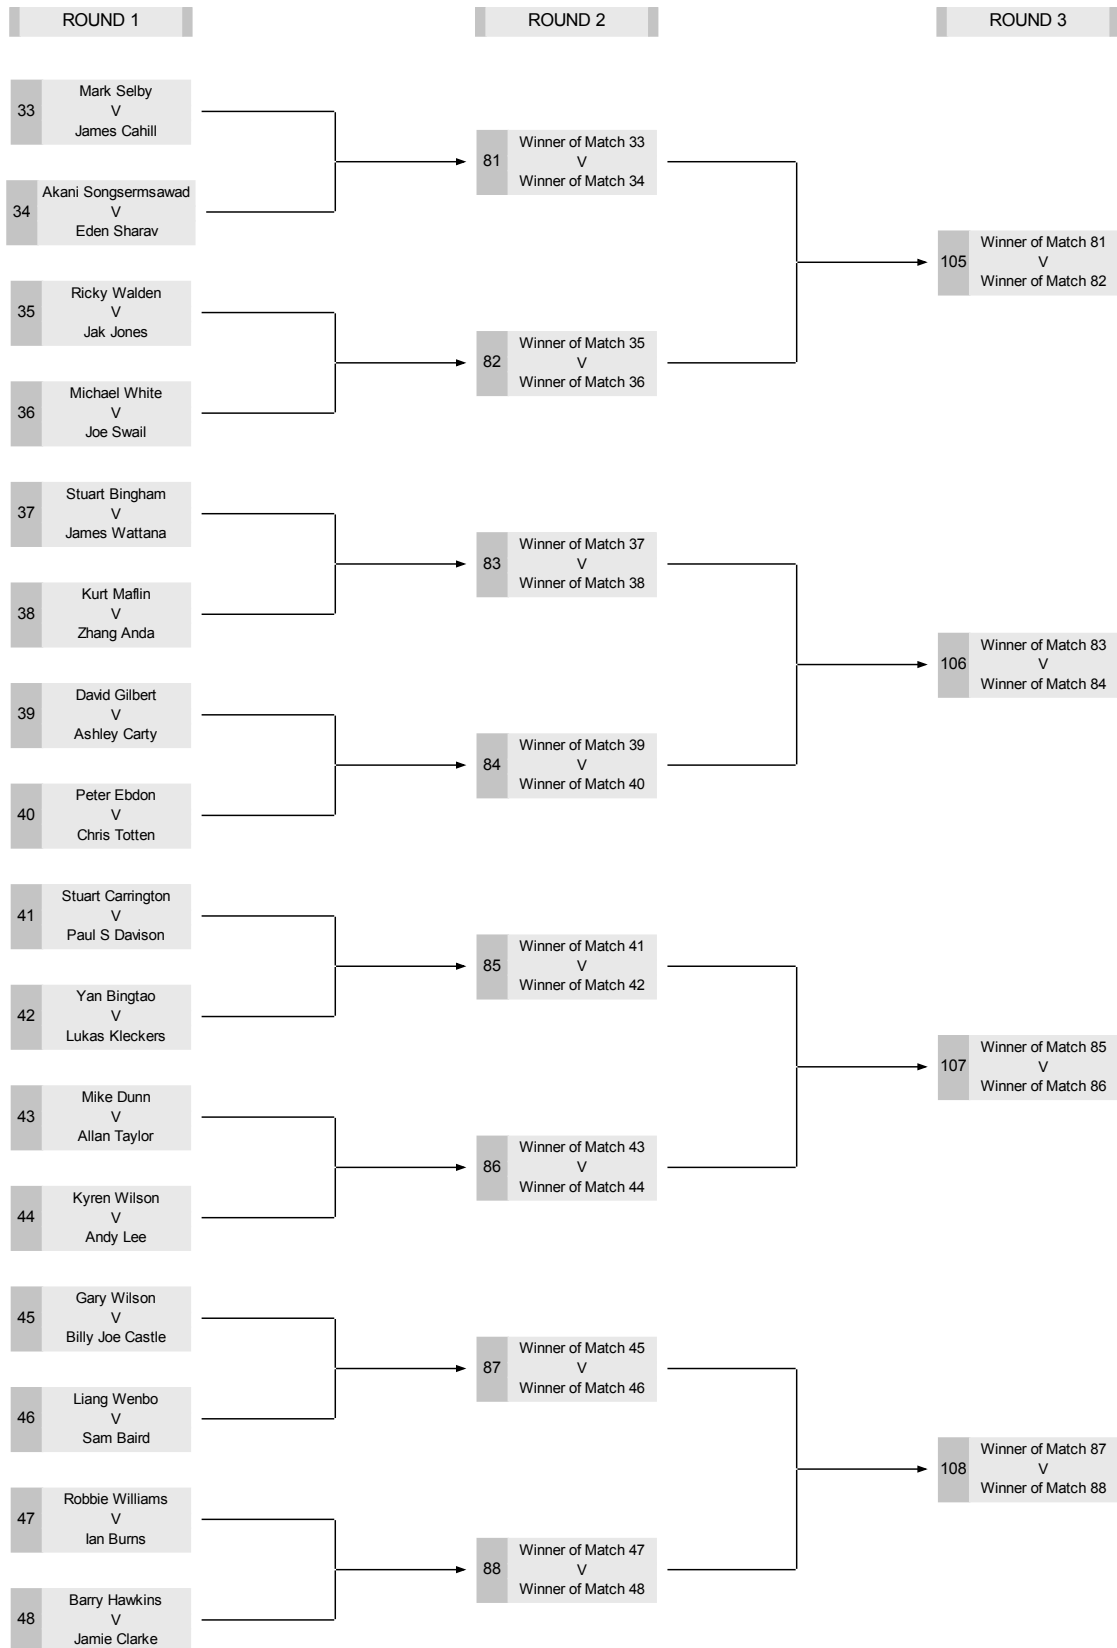 ROUND 1
ROUND 2
ROUND 3
33
Mark Selby
V
James Cahill
34
Akani Songsermsawad
V
Eden Sharav
35
Ricky Walden
V
Jak Jones
36
Michael White
V
Joe Swail
37
Stuart Bingham
V
James Wattana
38
Kurt Maflin
V
Zhang Anda
39
David Gilbert
V
Ashley Carty
40
Peter Ebdon
V
Chris Totten
41
Stuart Carrington
V
Paul S Davison
42
Yan Bingtao
V
Lukas Kleckers
43
Mike Dunn
V
Allan Taylor
44
Kyren Wilson
V
Andy Lee
45
Gary Wilson
V
Billy Joe Castle
46
Liang Wenbo
V
Sam Baird
47
Robbie Williams
V
Ian Burns
48
Barry Hawkins
V
Jamie Clarke
81
Winner of Match 33
V
Winner of Match 34
82
Winner of Match 35
V
Winner of Match 36
83
Winner of Match 37
V
Winner of Match 38
84
Winner of Match 39
V
Winner of Match 40
85
Winner of Match 41
V
Winner of Match 42
86
Winner of Match 43
V
Winner of Match 44
87
Winner of Match 45
V
Winner of Match 46
88
Winner of Match 47
V
Winner of Match 48
105
Winner of Match 81
V
Winner of Match 82
106
Winner of Match 83
V
Winner of Match 84
107
Winner of Match 85
V
Winner of Match 86
108
Winner of Match 87
V
Winner of Match 88